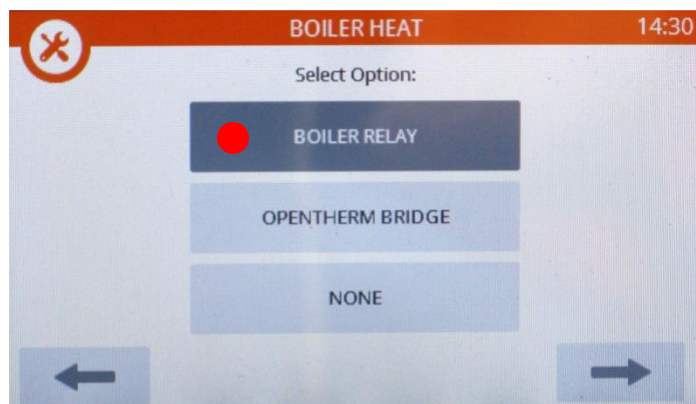 BOILER HEAT 14:30
Select Option:
BOILER RELAY
OPENTHERM BRIDGE
NONE